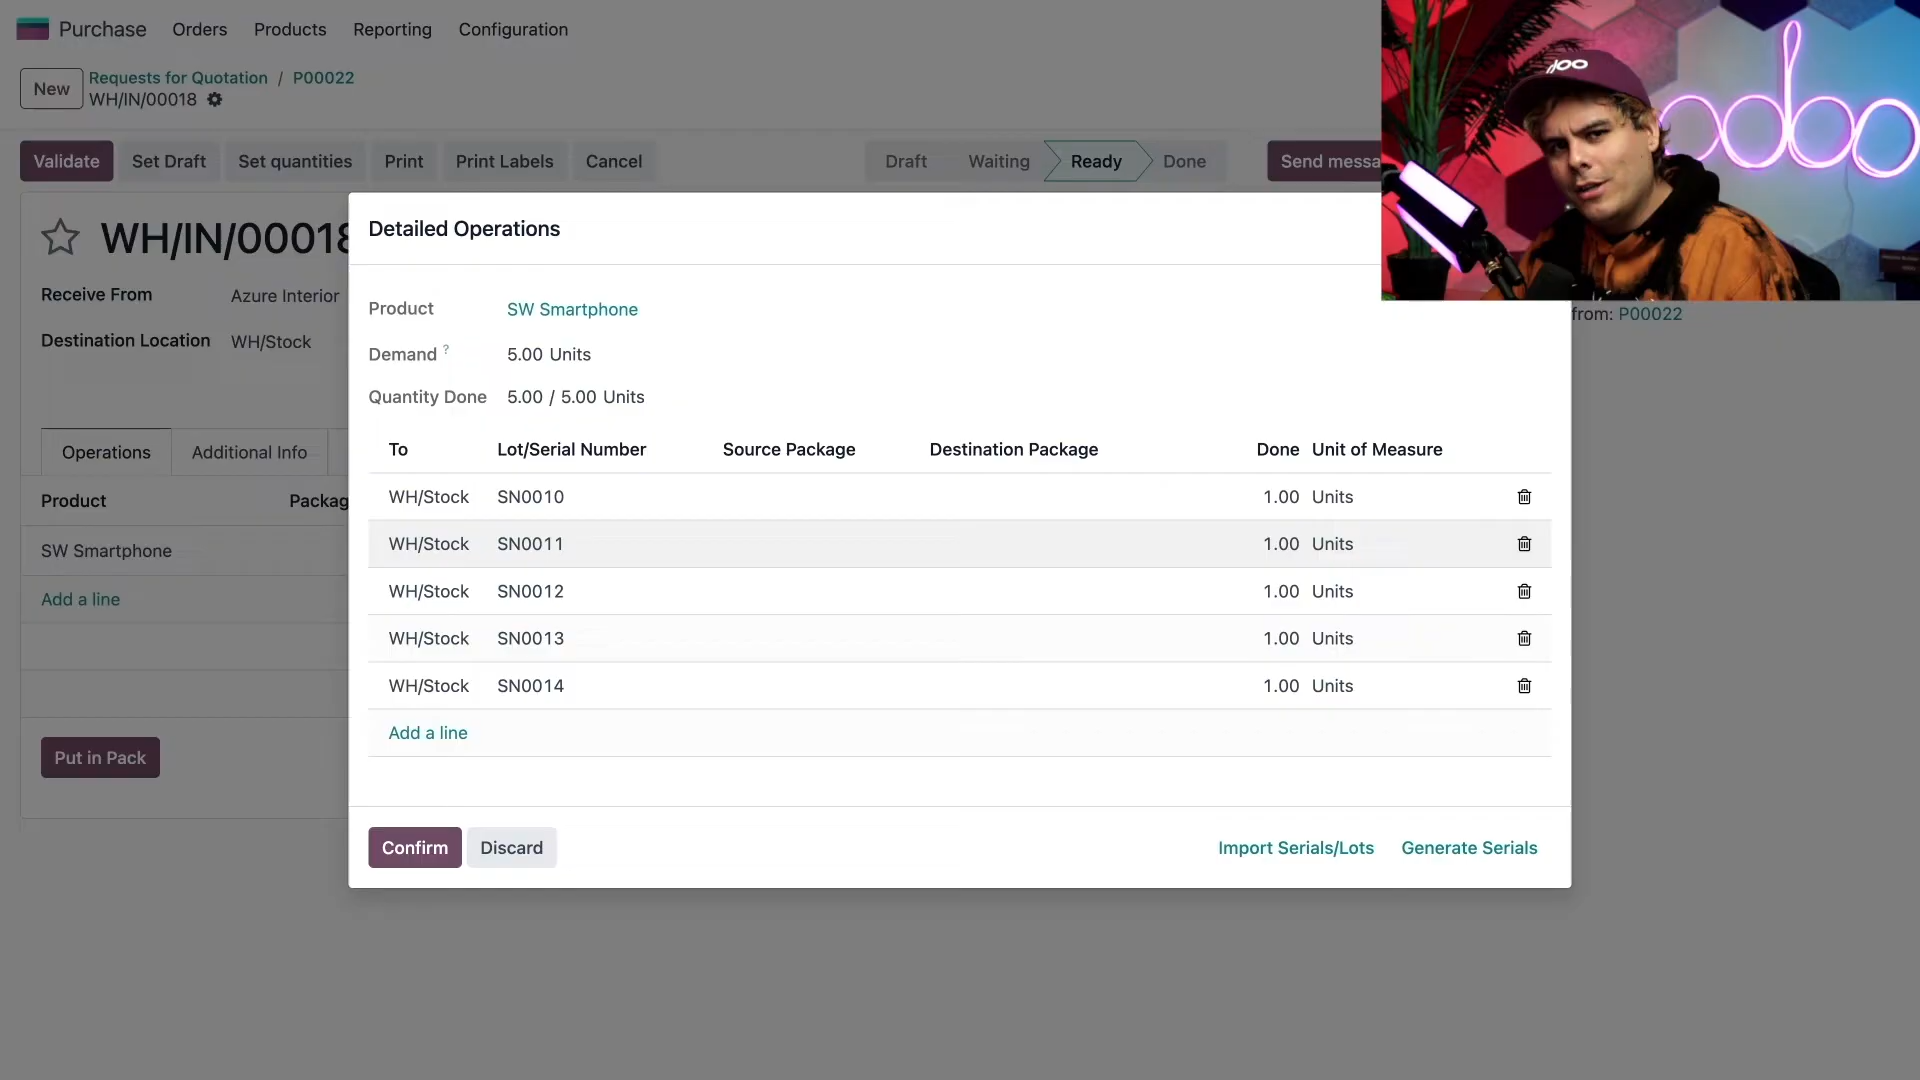 Purchase Orders Products Reporting Configuration
New
Requests for Quotation / P00022
WH/IN/00018
Validate Set Draft Set quantities Print Print Labels Cancel
Draft Waiting Ready Done
Send messa
WH/IN/00018
Receive From Azure Interior
Destination Location WH/Stock
Operations Additional Info
Product Packag
SW Smartphone
Add a line
Put in Pack
Detailed Operations
Product SW Smartphone
Demand ? 5.00 Units
Quantity Done 5.00 / 5.00 Units
To Lot/Serial Number Source Package Destination Package Done Unit of Measure
WH/Stock SN0010 1.00 Units
WH/Stock SN0011 1.00 Units
WH/Stock SN0012 1.00 Units
WH/Stock SN0013 1.00 Units
WH/Stock SN0014 1.00 Units
Add a line
Confirm Discard Import Serials/Lots Generate Serials
from: P00022
odoo